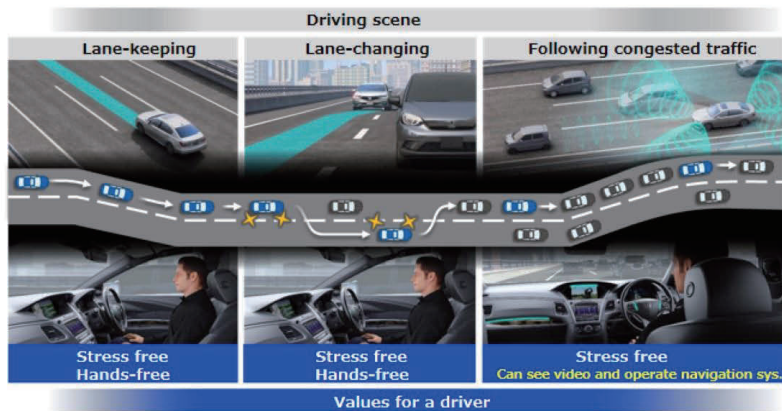 Driving scene
Lane-keeping
Lane-changing
Following congested traffic
Stress free
Hands-free
Stress free
Hands-free
Stress free
Can see video and operate navigation sys.
Values for a driver